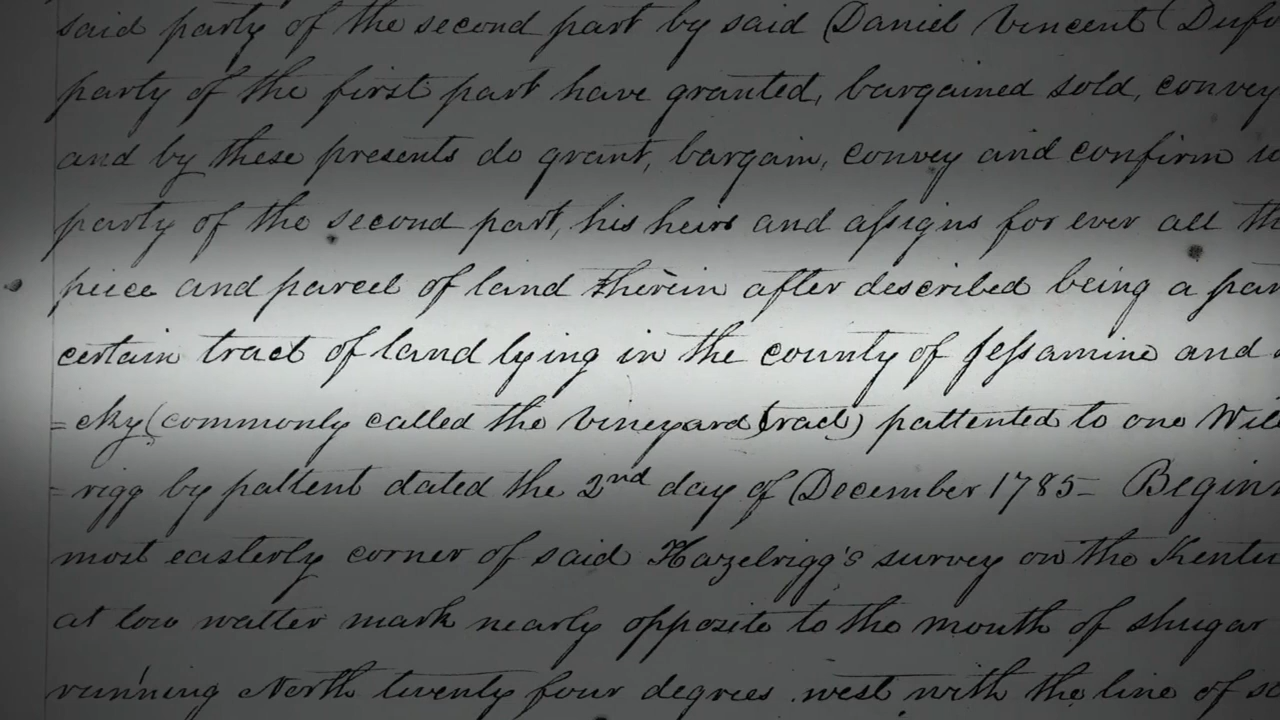 said party of the second part by said Daniel Vincent Dufo
party of the first part have granted, bargained sold, convey
and by these presents do grant, bargain, convey and confirm
party of the second part, his heirs and assigns for ever all th
peice and parcel of land therein after described being a par
certain tract of land lying in the county of Jessamine and
=cky (commonly called the vineyard tract) pattented to one Wil
=rigg by pattent dated the 2nd day of December 1785– Begin
most easterly corner of said Hazelrigg's survey on the Kentu
at low watter mark nearly opposite to the mouth of shugar
running North twenty four degrees west with the line of sa